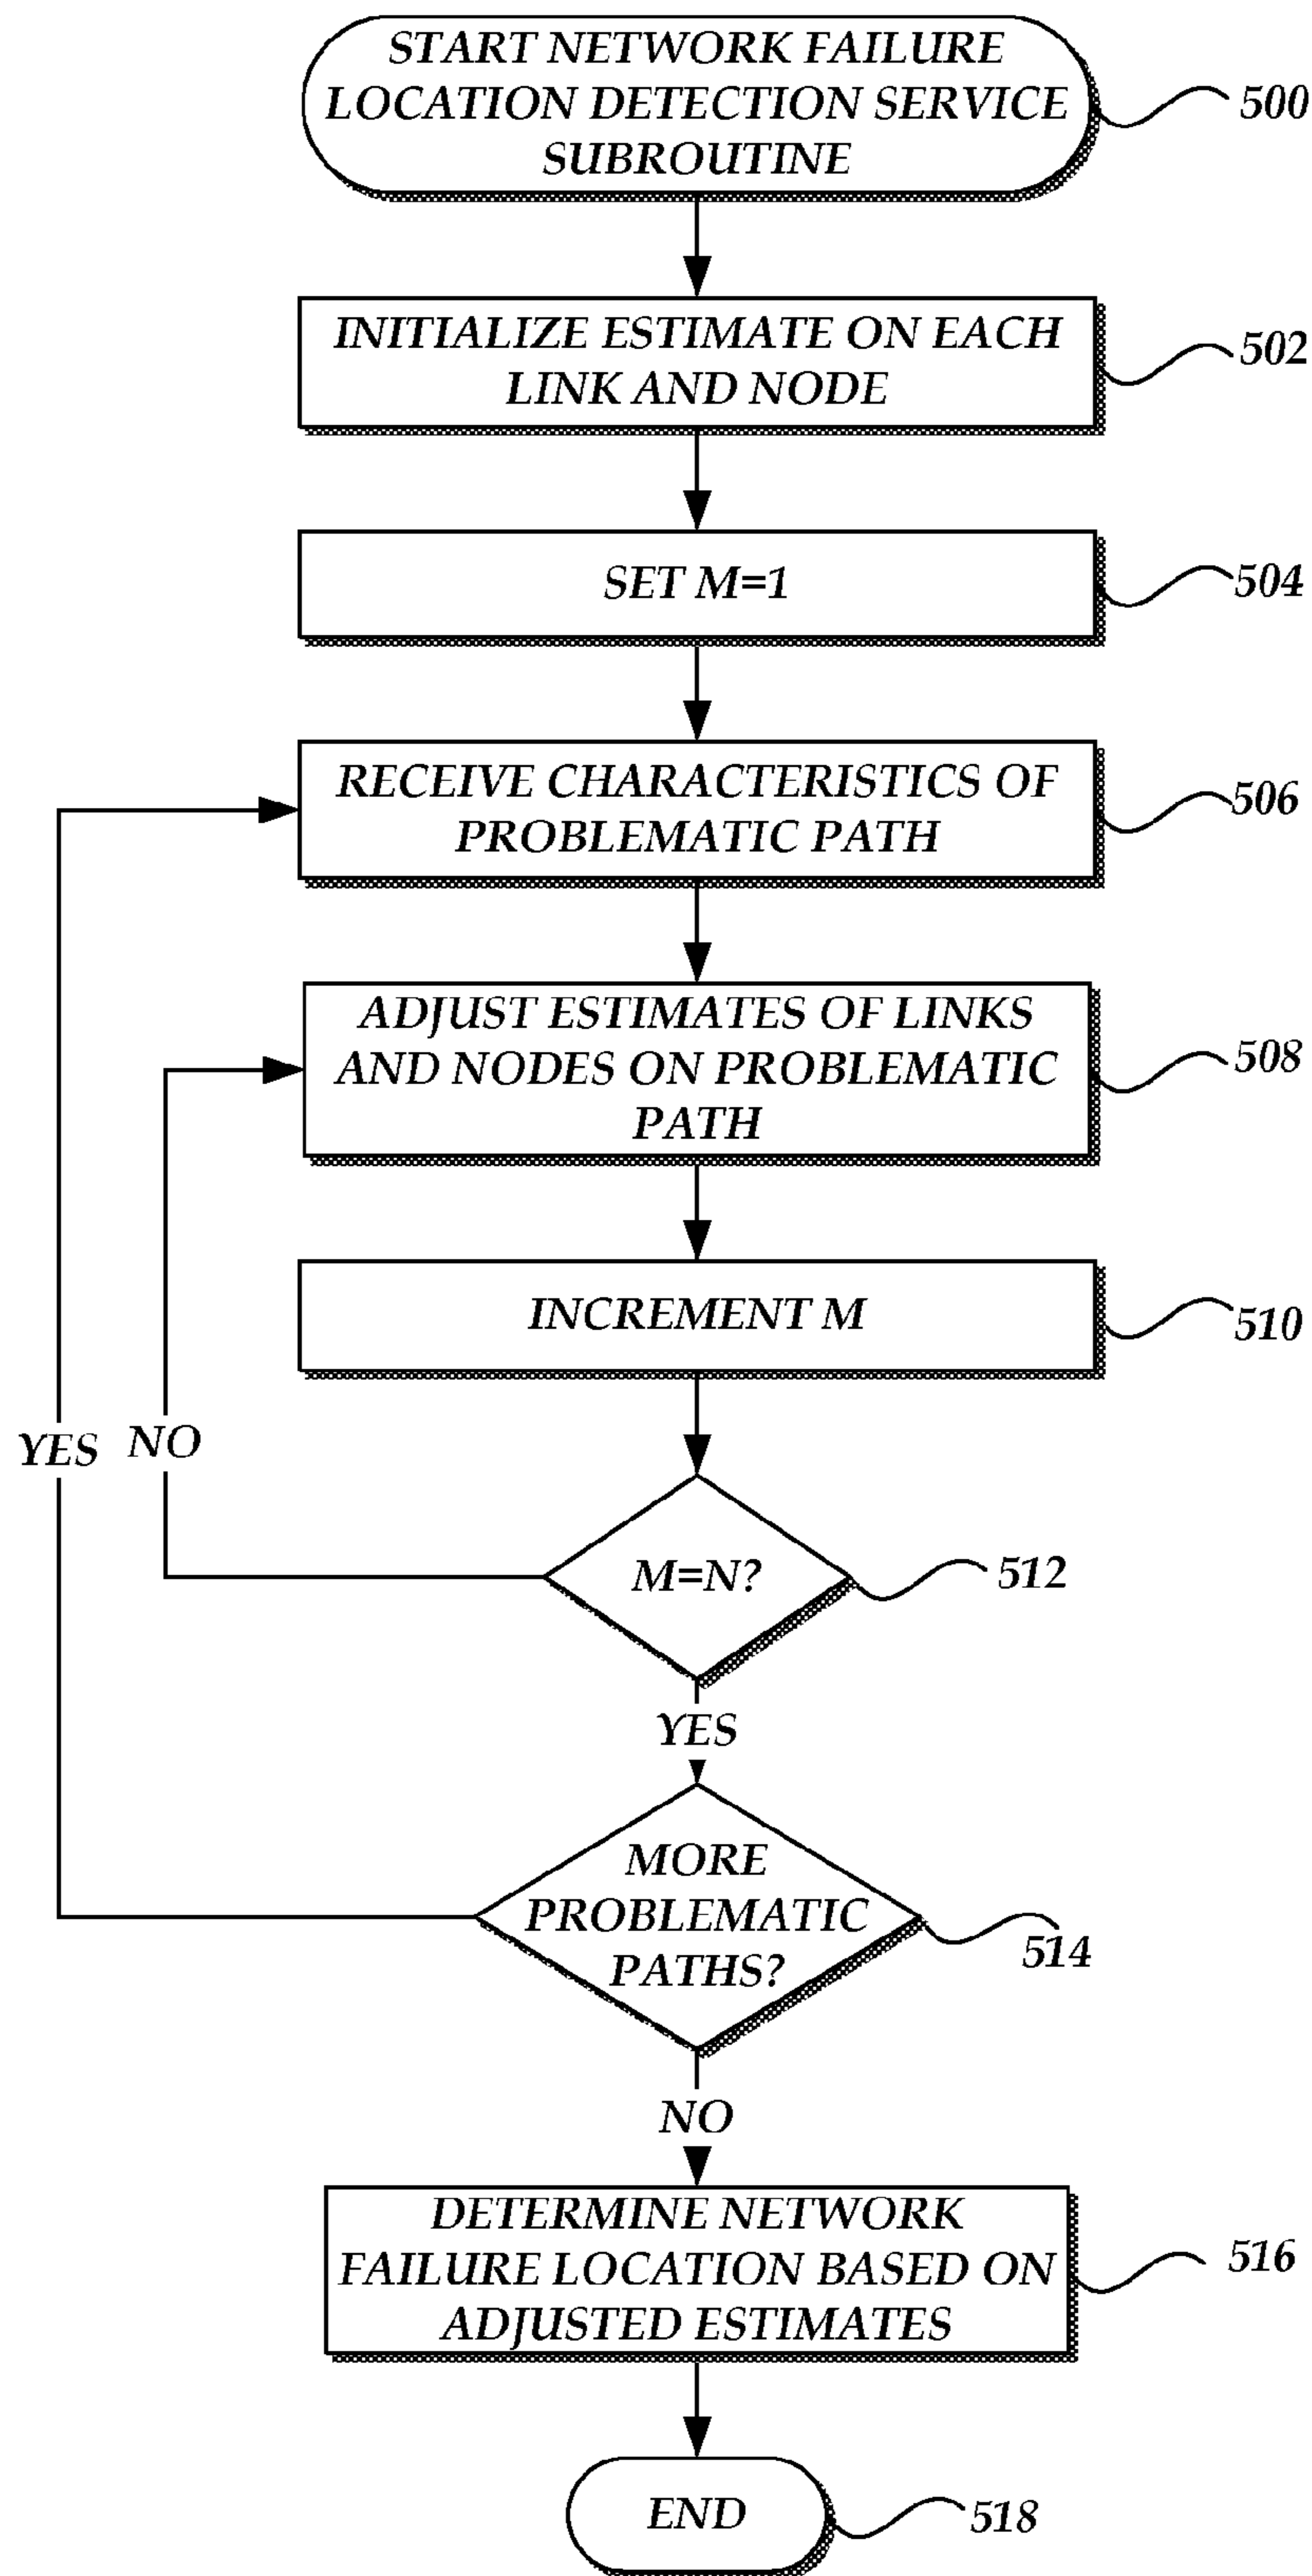 START NETWORK FAILURE
LOCATION DETECTION SERVICE
SUBROUTINE
500
INITIALIZE ESTIMATE ON EACH
LINK AND NODE
502
SET M=1
504
RECEIVE CHARACTERISTICS OF
PROBLEMATIC PATH
506
ADJUST ESTIMATES OF LINKS
AND NODES ON PROBLEMATIC
PATH
508
INCREMENT M
510
YES
NO
M=N?
512
YES
MORE
PROBLEMATIC
PATHS?
514
NO
DETERMINE NETWORK
FAILURE LOCATION BASED ON
ADJUSTED ESTIMATES
516
END
518